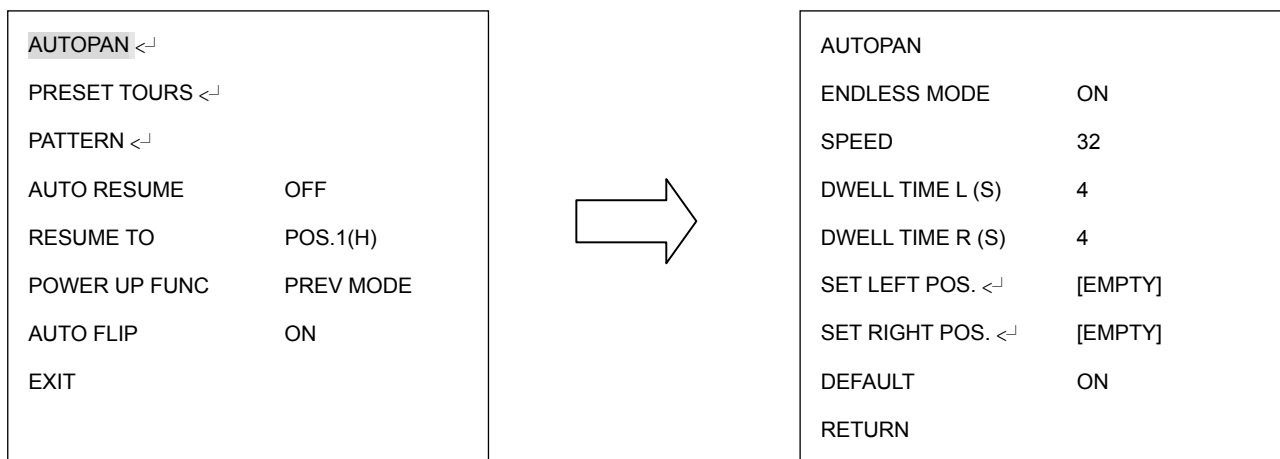 AUTOPAN ↵
PRESET TOURS ↵
PATTERN ↵
AUTO RESUME OFF
RESUME TO POS.1(H)
POWER UP FUNC PREV MODE
AUTO FLIP ON
EXIT
AUTOPAN
ENDLESS MODE ON
SPEED 32
DWELL TIME L (S) 4
DWELL TIME R (S) 4
SET LEFT POS. ↵ [EMPTY]
SET RIGHT POS. ↵ [EMPTY]
DEFAULT ON
RETURN